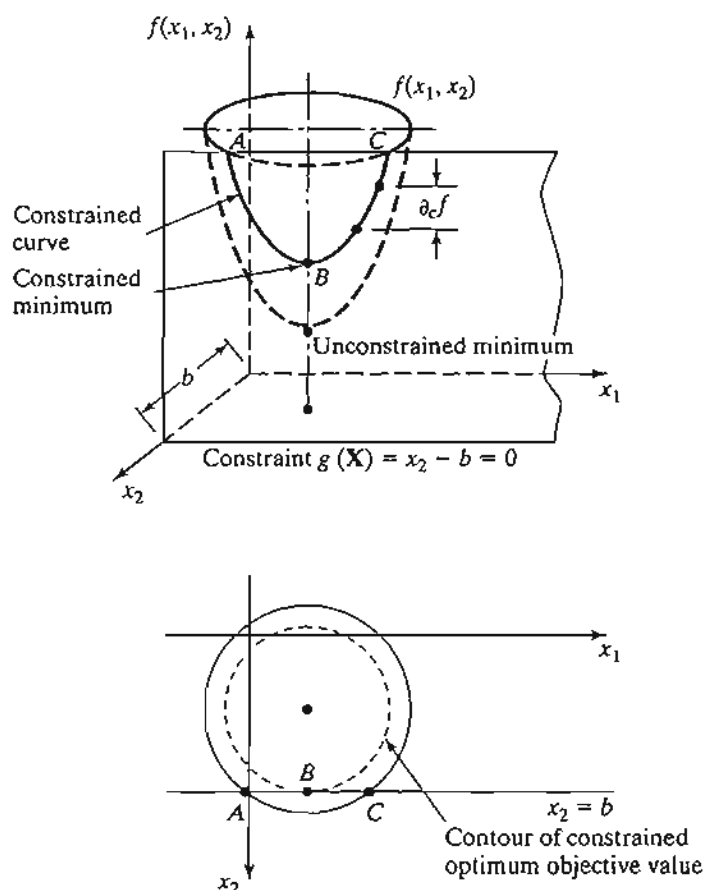 f(x₁, x₂)
f(x₁, x₂)
A
C
∂cf
Constrained
curve
Constrained
minimum
B
Unconstrained minimum
b
x₁
Constraint g (X) = x₂ − b = 0
x₂
x₁
B
A
C
x₂ = b
Contour of constrained
optimum objective value
x₂